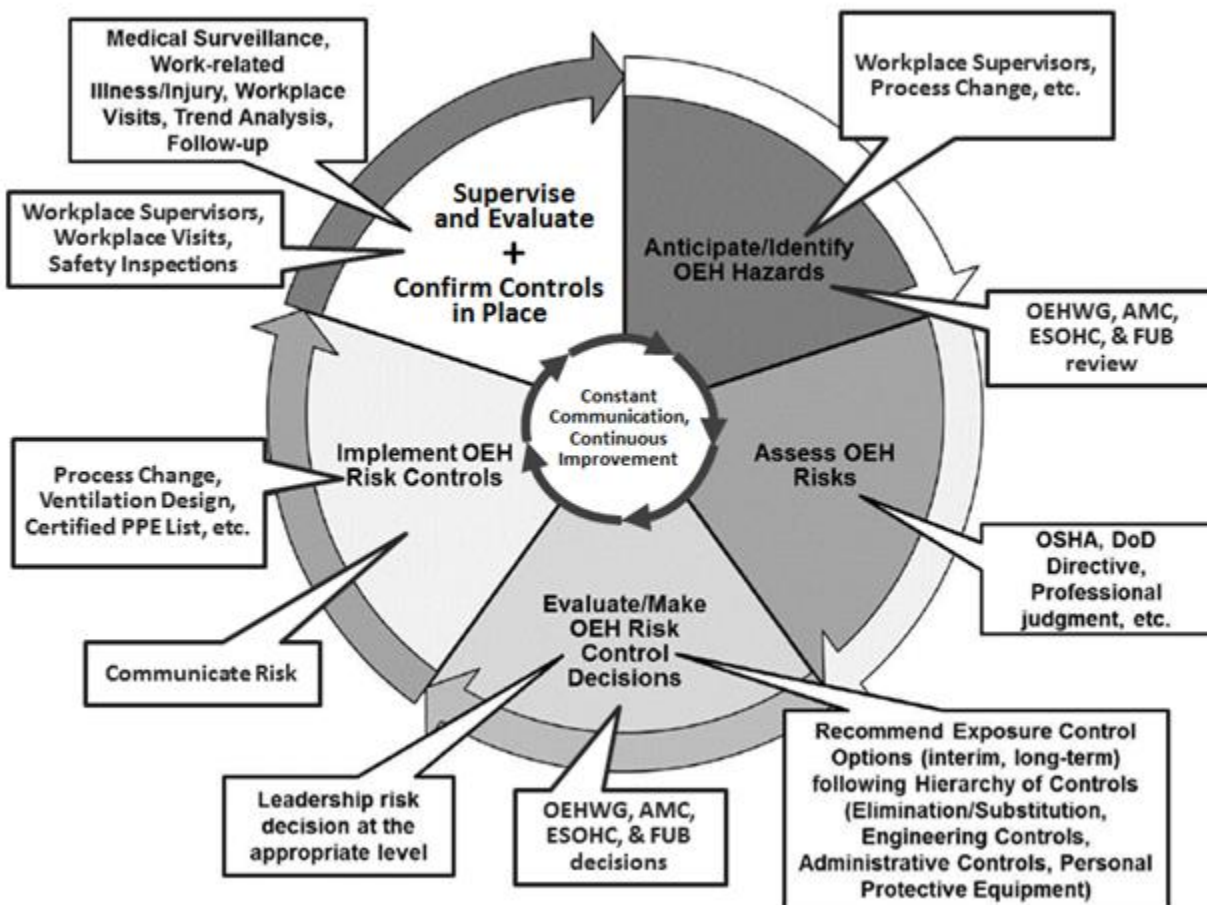 Medical Surveillance,
Work-related
Illness/Injury, Workplace
Visits, Trend Analysis,
Follow-up
Workplace Supervisors,
Process Change, etc.
Workplace Supervisors,
Workplace Visits,
Safety Inspections
Supervise
and Evaluate
+
Confirm Controls
in Place
Anticipate/Identify
OEH Hazards
OEHWG, AMC,
ESOHC, & FUB
review
Constant
Communication,
Continuous
Improvement
Assess OEH
Risks
OSHA, DoD
Directive,
Professional
judgment, etc.
Implement OEH
Risk Controls
Process Change,
Ventilation Design,
Certified PPE List, etc.
Communicate Risk
Evaluate/Make
OEH Risk
Control
Decisions
Leadership risk
decision at the
appropriate level
OEHWG, AMC,
ESOHC, & FUB
decisions
Recommend Exposure Control
Options (interim, long-term)
following Hierarchy of Controls
(Elimination/Substitution,
Engineering Controls,
Administrative Controls, Personal
Protective Equipment)